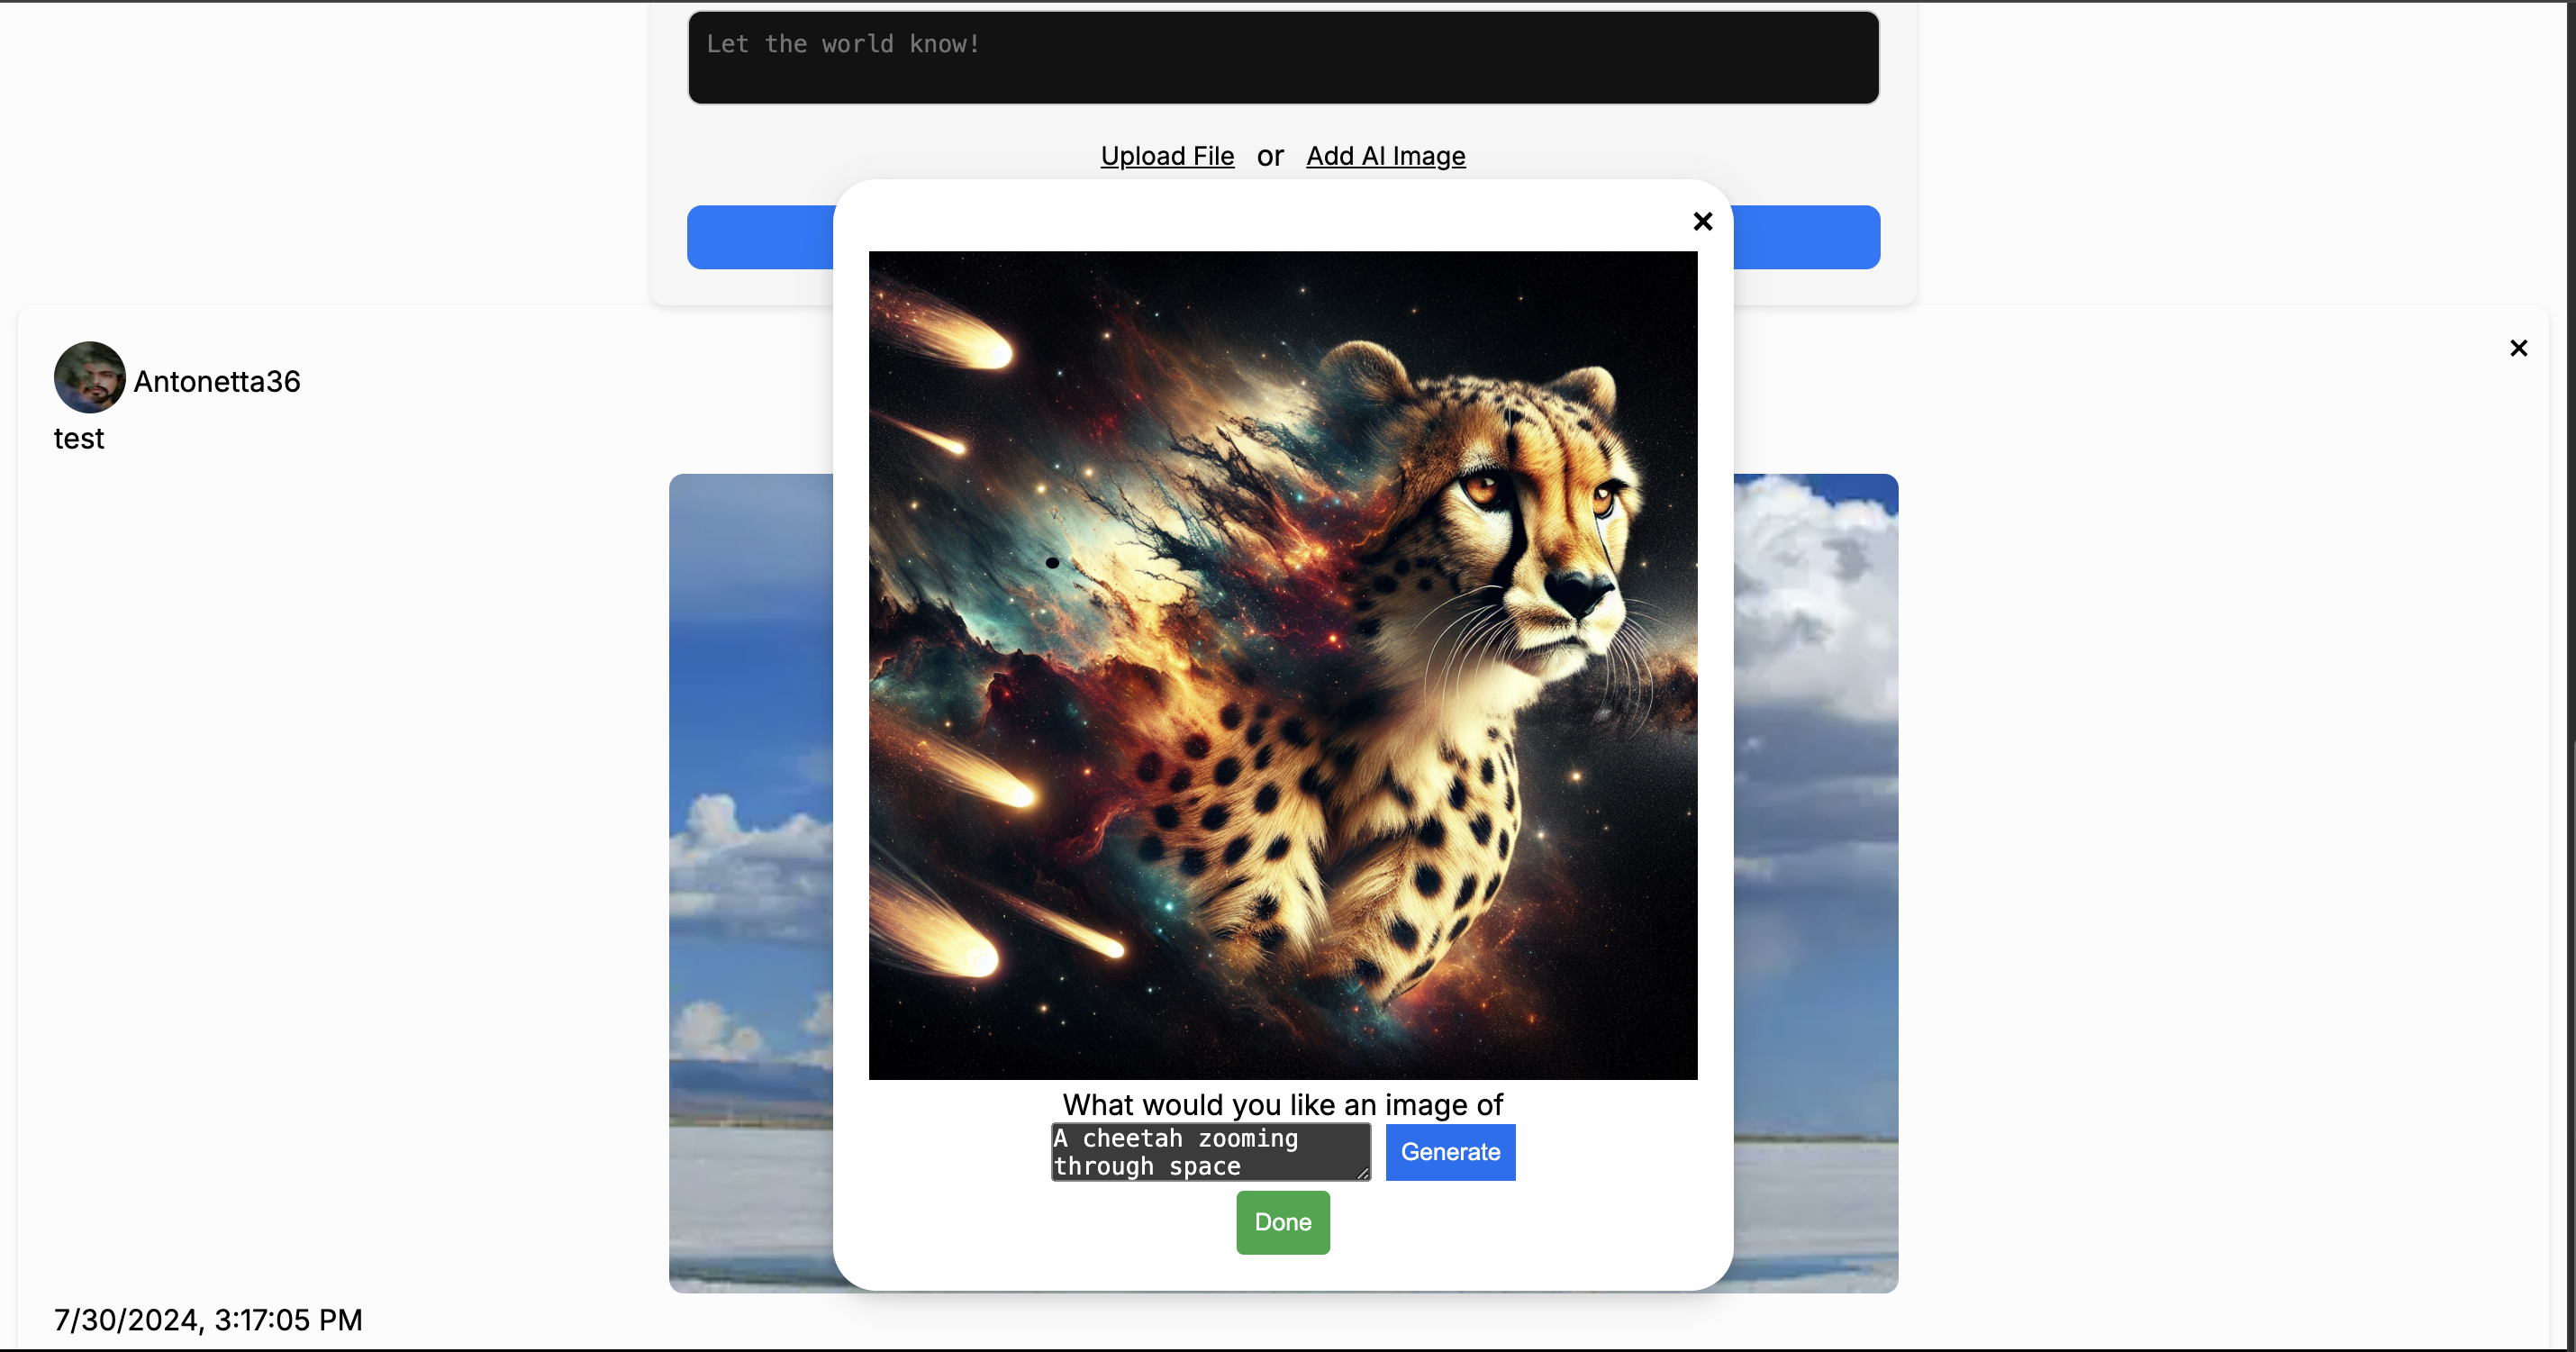 Let the world know!
Upload File or Add AI Image
Antonetta36
test
What would you like an image of
A cheetah zooming
through space
Generate
Done
7/30/2024, 3:17:05 PM